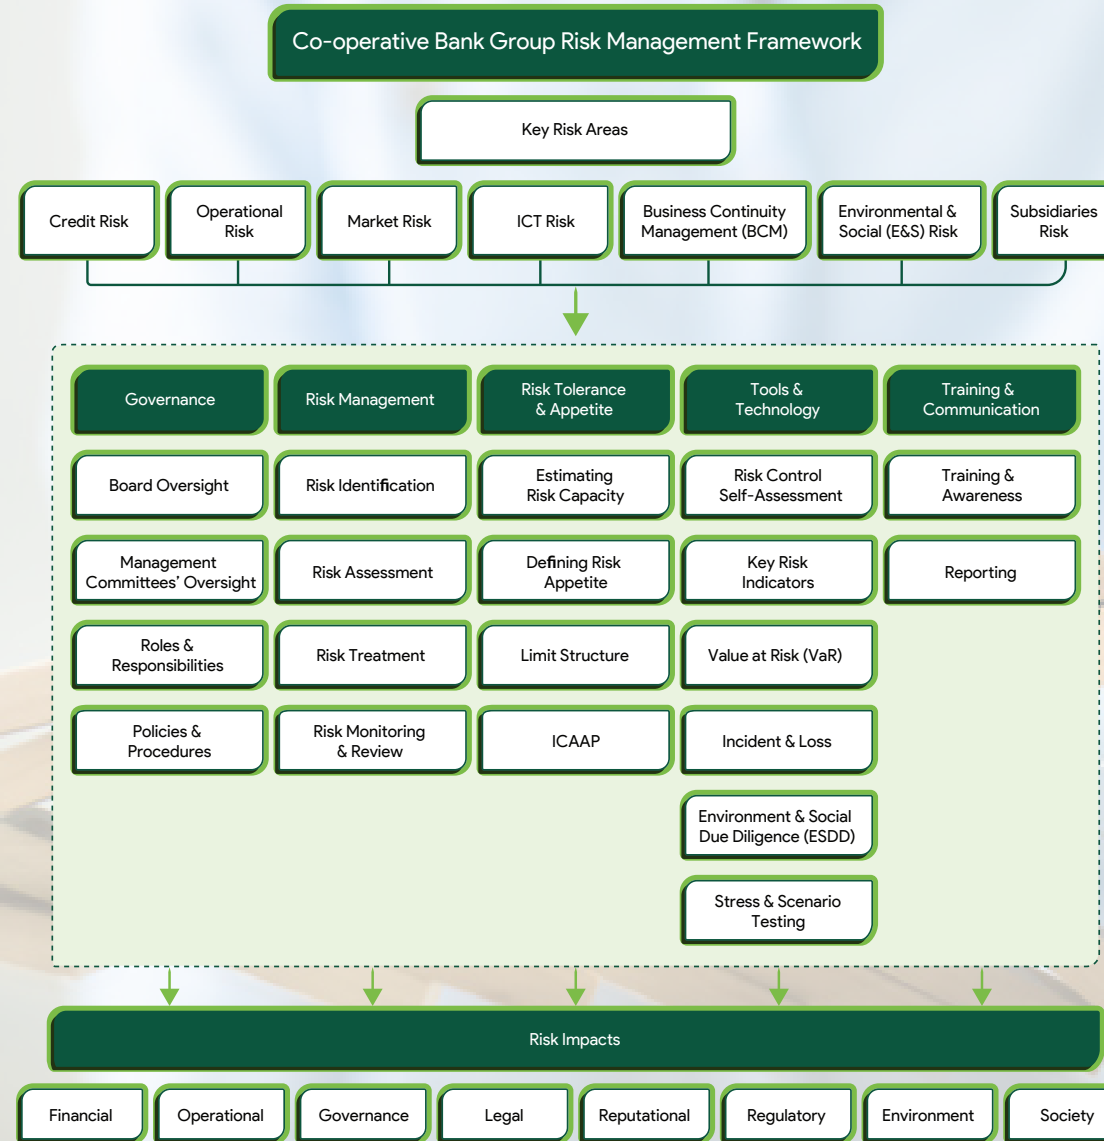 Co-operative Bank Group Risk Management Framework
Key Risk Areas
Credit Risk
Operational
Risk
Market Risk
ICT Risk
Business Continuity
Management (BCM)
Environmental &
Social (E&S) Risk
Subsidiaries
Risk
Governance
Board Oversight
Management
Committees' Oversight
Roles &
Responsibilities
Policies &
Procedures
Risk Management
Risk Identification
Risk Assessment
Risk Treatment
Risk Monitoring
& Review
Risk Tolerance
& Appetite
Estimating
Risk Capacity
Defining Risk
Appetite
Limit Structure
ICAAP
Tools &
Technology
Risk Control
Self-Assessment
Key Risk
Indicators
Value at Risk (VaR)
Incident & Loss
Environment & Social
Due Diligence (ESDD)
Stress & Scenario
Testing
Training &
Communication
Training &
Awareness
Reporting
Risk Impacts
Financial
Operational
Governance
Legal
Reputational
Regulatory
Environment
Society